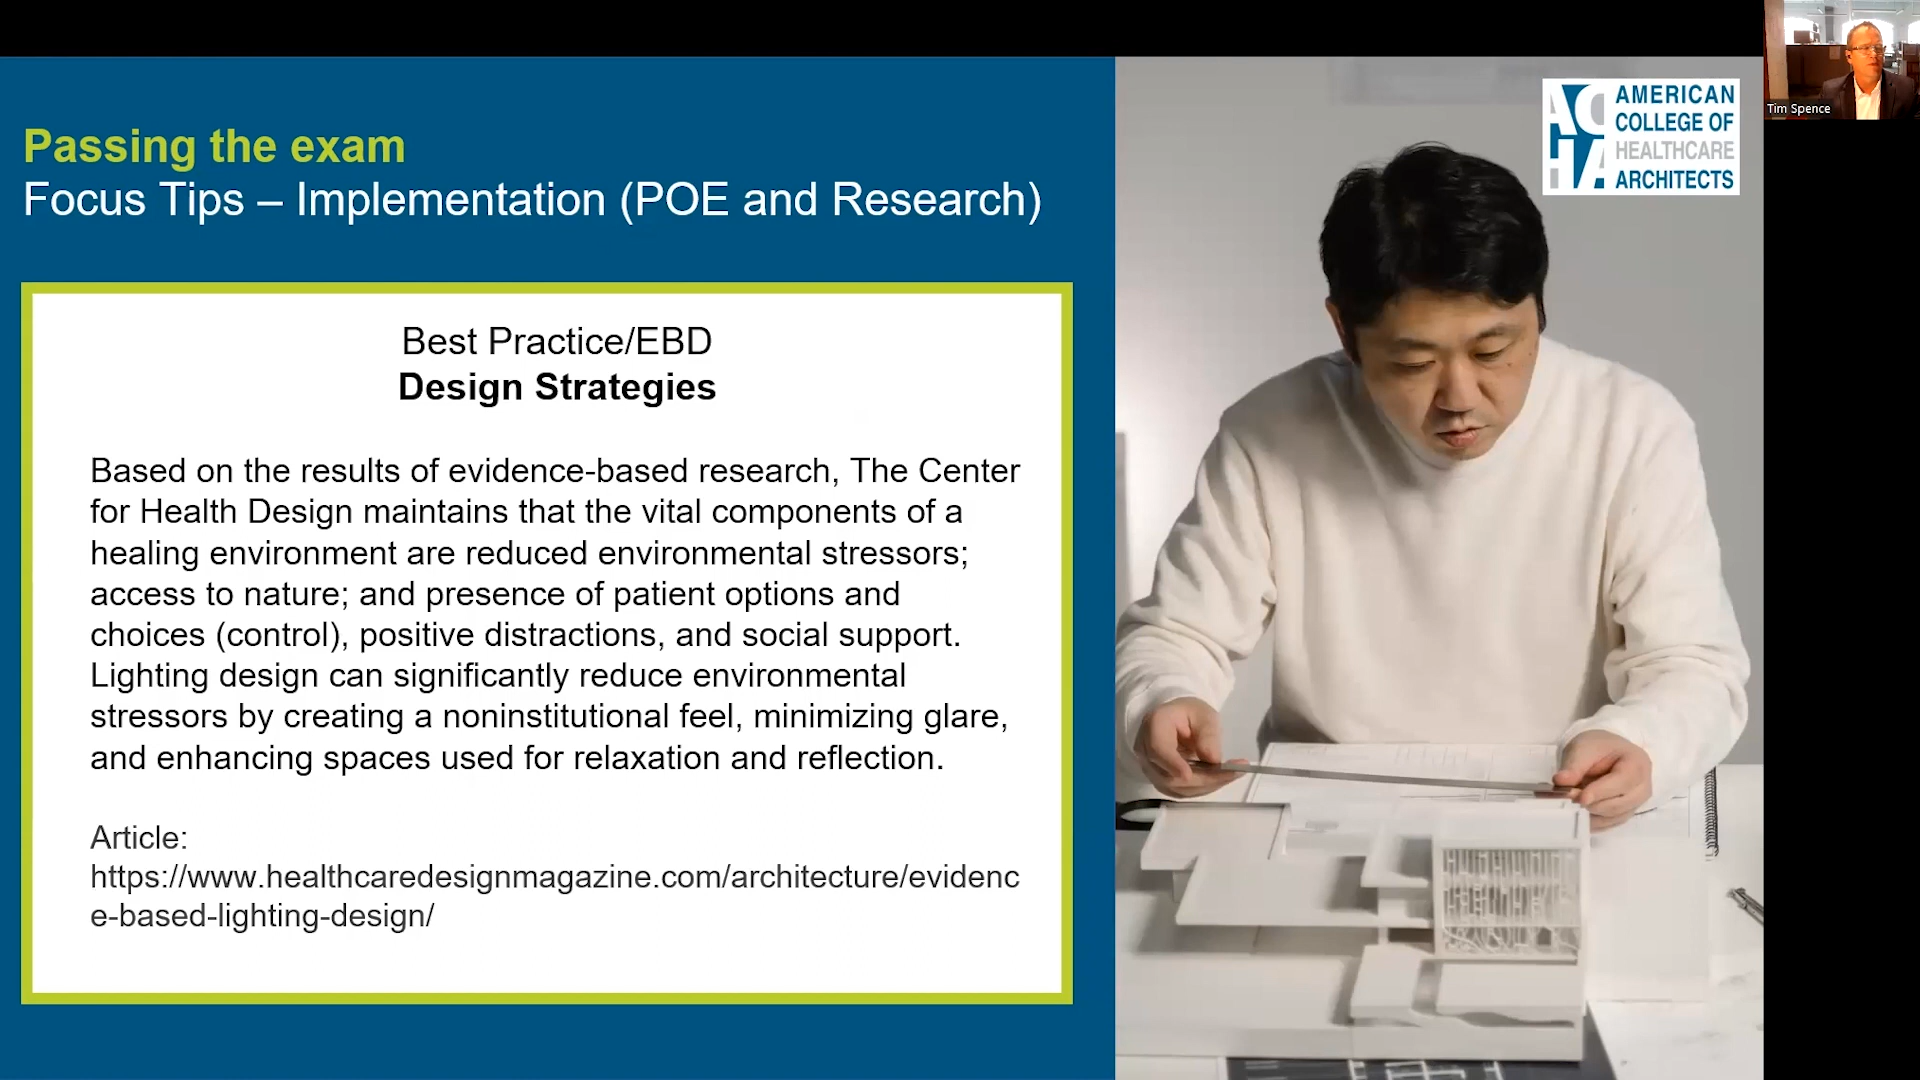 Passing the exam
Focus Tips – Implementation (POE and Research)
Best Practice/EBD
Design Strategies
Based on the results of evidence-based research, The Center
for Health Design maintains that the vital components of a
healing environment are reduced environmental stressors;
access to nature; and presence of patient options and
choices (control), positive distractions, and social support.
Lighting design can significantly reduce environmental
stressors by creating a noninstitutional feel, minimizing glare,
and enhancing spaces used for relaxation and reflection.
Article:
https://www.healthcaredesignmagazine.com/architecture/evidenc
e-based-lighting-design/
ACHA
AMERICAN
COLLEGE OF
HEALTHCARE
ARCHITECTS
Tim Spence